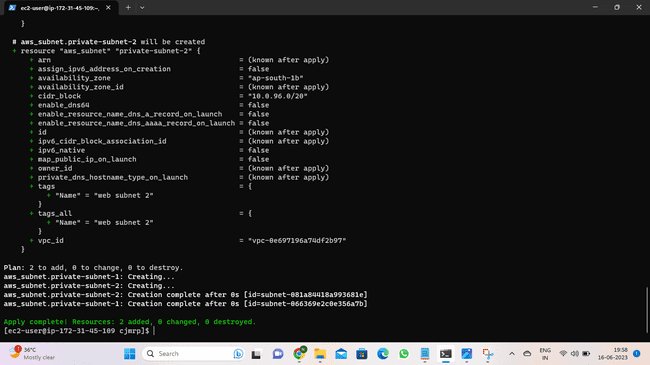 ec2-user@ip-172-31-45-109:~,
}
# aws_subnet.private-subnet-2 will be created
+ resource "aws_subnet" "private-subnet-2" {
+ arn = (known after apply)
+ assign_ipv6_address_on_creation = false
+ availability_zone = "ap-south-1b"
+ availability_zone_id = (known after apply)
+ cidr_block = "10.0.96.0/20"
+ enable_dns64 = false
+ enable_resource_name_dns_a_record_on_launch = false
+ enable_resource_name_dns_aaaa_record_on_launch = false
+ id = (known after apply)
+ ipv6_cidr_block_association_id = (known after apply)
+ ipv6_native = false
+ map_public_ip_on_launch = false
+ owner_id = (known after apply)
+ private_dns_hostname_type_on_launch = (known after apply)
+ tags = {
+ "Name" = "web subnet 2"
}
+ tags_all = {
+ "Name" = "web subnet 2"
}
+ vpc_id = "vpc-0e697196a74df2b97"
}
Plan: 2 to add, 0 to change, 0 to destroy.
aws_subnet.private-subnet-1: Creating...
aws_subnet.private-subnet-2: Creating...
aws_subnet.private-subnet-2: Creation complete after 0s [id=subnet-081a84418a993681e]
aws_subnet.private-subnet-1: Creation complete after 0s [id=subnet-066369e2c0e356a7b]
Apply complete! Resources: 2 added, 0 changed, 0 destroyed.
[ec2-user@ip-172-31-45-109 cjmrp]$
36°C
Mostly clear
Search
ENG
IN
19:58
16-06-2023